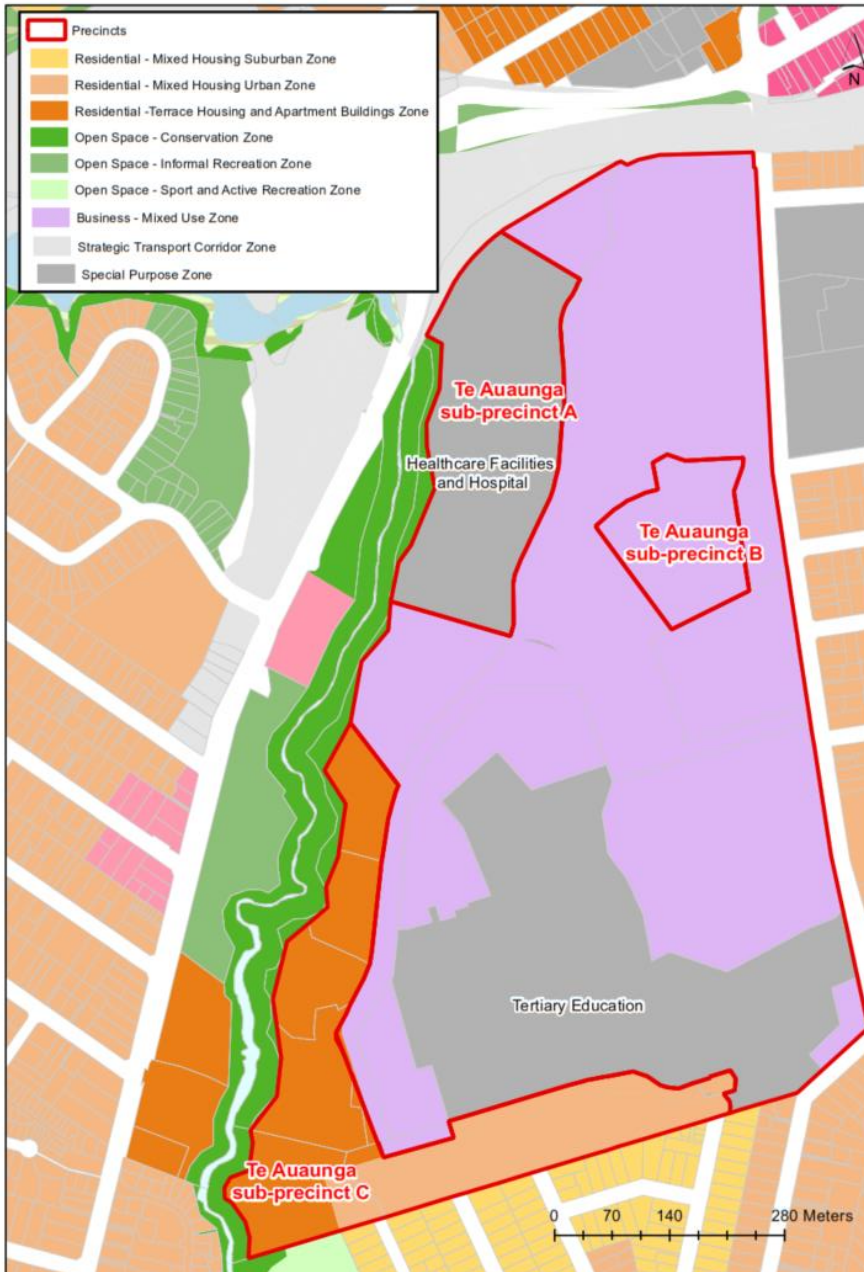 Precincts
Residential - Mixed Housing Suburban Zone
Residential - Mixed Housing Urban Zone
Residential -Terrace Housing and Apartment Buildings Zone
Open Space - Conservation Zone
Open Space - Informal Recreation Zone
Open Space - Sport and Active Recreation Zone
Business - Mixed Use Zone
Strategic Transport Corridor Zone
Special Purpose Zone
N
Te Auaunga
sub-precinct A
Healthcare Facilities
and Hospital
Te Auaunga
sub-precinct B
Tertiary Education
Te Auaunga
sub-precinct C
0 70 140 280 Meters